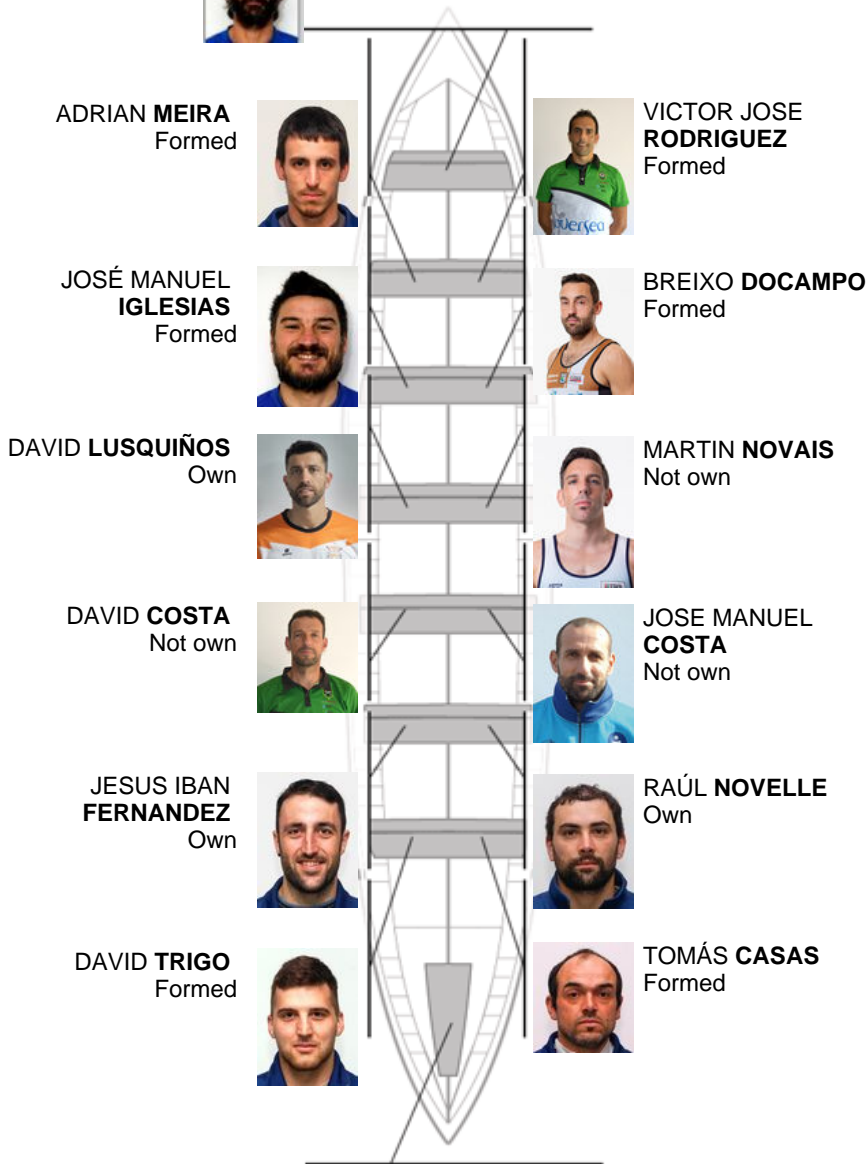 ADRIAN MEIRA
Formed
VICTOR JOSE
RODRIGUEZ
Formed
JOSÉ MANUEL
IGLESIAS
Formed
BREIXO DOCAMPO
Formed
DAVID LUSQUIÑOS
Own
MARTIN NOVAIS
Not own
DAVID COSTA
Not own
JOSE MANUEL
COSTA
Not own
JESUS IBAN
FERNANDEZ
Own
RAÚL NOVELLE
Own
DAVID TRIGO
Formed
TOMÁS CASAS
Formed